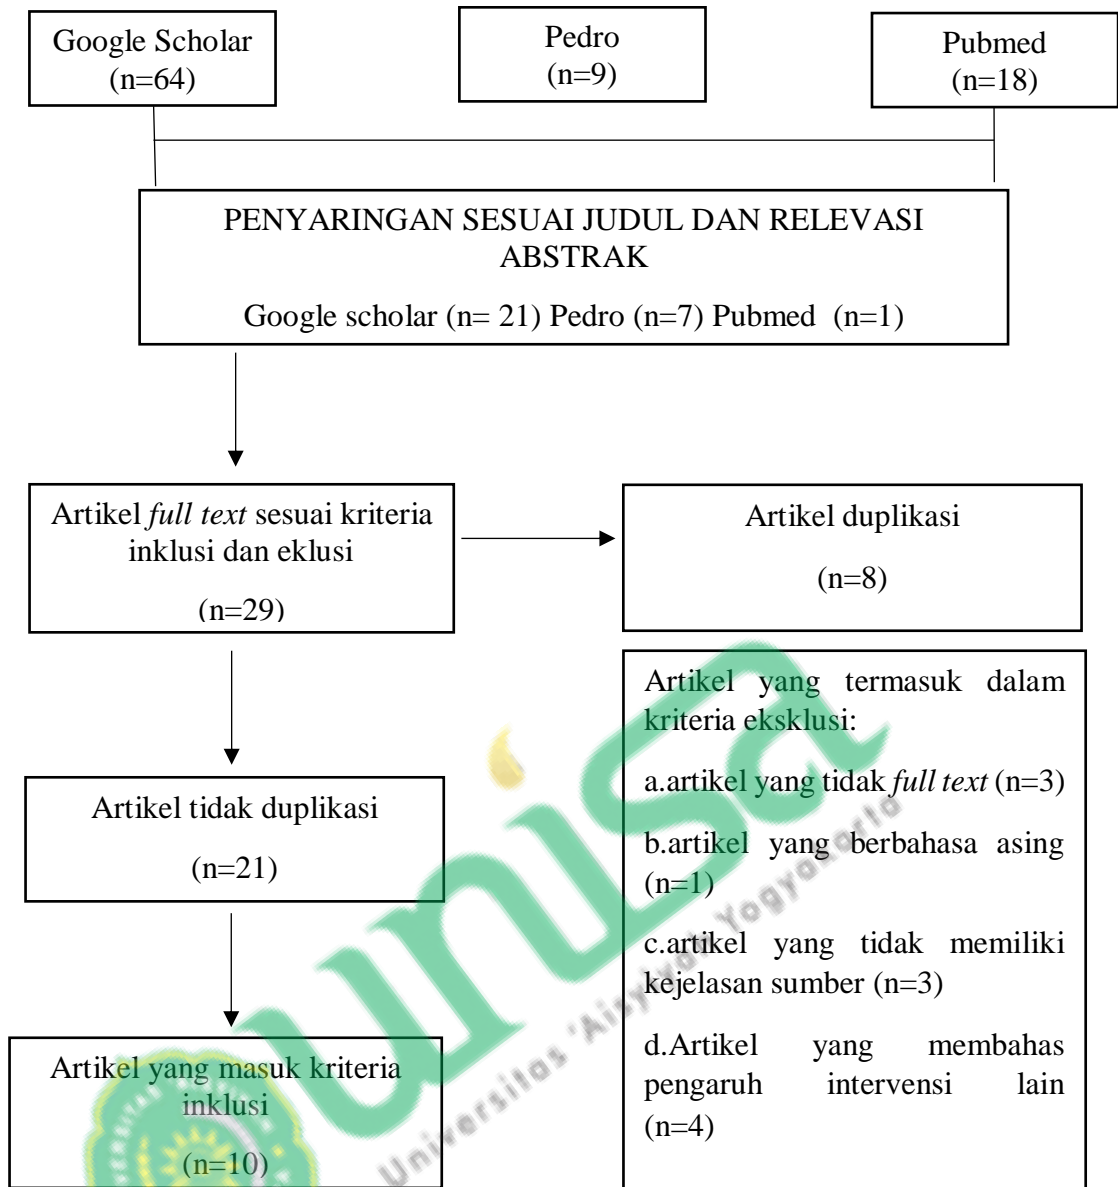 Google Scholar
(n=64)
Pedro
(n=9)
Pubmed
(n=18)
PENYARINGAN SESUAI JUDUL DAN RELEVASI
ABSTRAK
Google scholar (n= 21) Pedro (n=7) Pubmed (n=1)
Artikel full text sesuai kriteria
inklusi dan eklusi
(n=29)
Artikel duplikasi
(n=8)
Artikel tidak duplikasi
(n=21)
Artikel yang termasuk dalam
kriteria eksklusi:
a.artikel yang tidak full text (n=3)
b.artikel yang berbahasa asing
(n=1)
c.artikel yang tidak memiliki
kejelasan sumber (n=3)
d.Artikel yang membahas
pengaruh intervensi lain
(n=4)
Artikel yang masuk kriteria
inklusi
(n=10)
unisa
Universitas 'Aisyiyah Yogyakarta